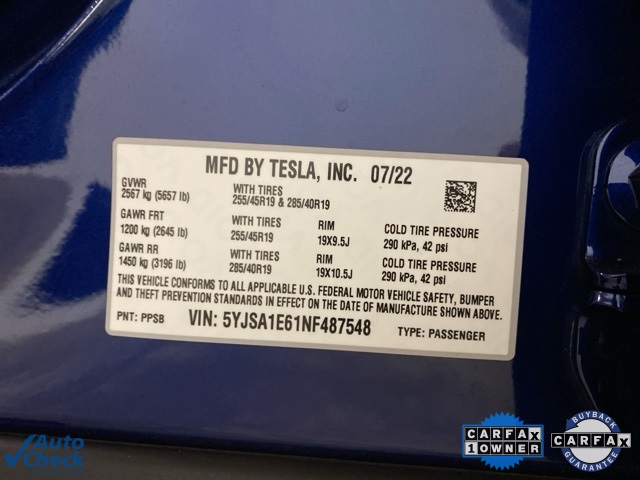 MFD BY TESLA, INC. 07/22
GVWR
2567 kg (5657 lb)
WITH TIRES
255/45R19 & 285/40R19
GAWR FRT
1200 kg (2645 lb)
WITH TIRES
255/45R19
RIM
19X9.5J
COLD TIRE PRESSURE
290 kPa, 42 psi
GAWR RR
1450 kg (3196 lb)
WITH TIRES
285/40R19
RIM
19X10.5J
COLD TIRE PRESSURE
290 kPa, 42 psi
THIS VEHICLE CONFORMS TO ALL APPLICABLE U.S. FEDERAL MOTOR VEHICLE SAFETY, BUMPER
AND THEFT PREVENTION STANDARDS IN EFFECT ON THE DATE OF MANUFACTURE SHOWN ABOVE.
PNT: PPSB VIN: 5YJSA1E61NF487548 TYPE: PASSENGER
Auto
Check
CARFAX
1 OWNER
BUYBACK
CARFAX
GUARANTEE